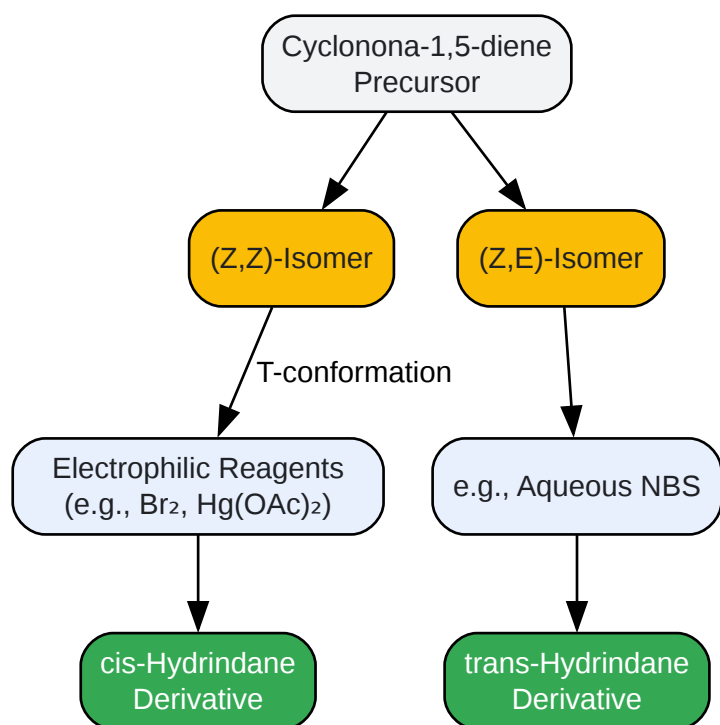 Cyclonona-1,5-diene
Precursor
(Z,Z)-Isomer
(Z,E)-Isomer
T-conformation
Electrophilic Reagents
(e.g., Br₂, Hg(OAc)₂)
e.g., Aqueous NBS
cis-Hydrindane
Derivative
trans-Hydrindane
Derivative